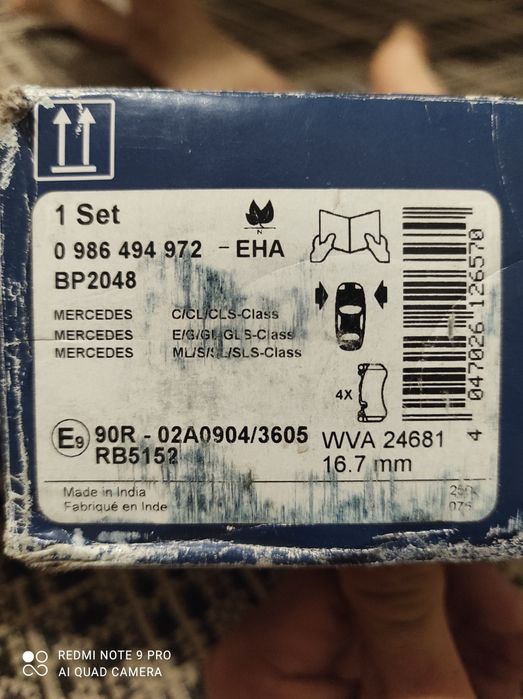 1 Set
N
0 986 494 972 - EHA
BP2048
MERCEDES C/CL/CLS-Class
MERCEDES E/G/GL/GLS-Class
MERCEDES ML/S/SL/SLS-Class
4X
E9 90R - 02A0904/3605
RB5152
WVA 24681
16.7 mm
Made in India
Fabriqué en Inde
4 047026 126570
REDMI NOTE 9 PRO
AI QUAD CAMERA